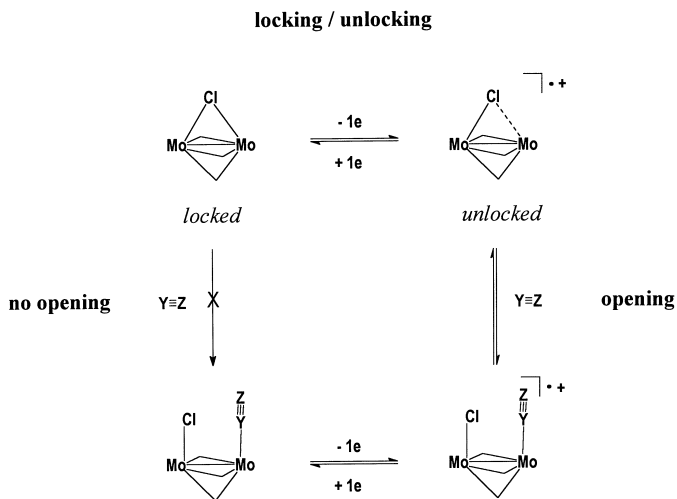 locking / unlocking
Cl
Mo Mo
- 1e
+ 1e
Cl
Mo Mo
• +
locked
unlocked
no opening
Y≡Z
X
Y≡Z
opening
Cl
Z
≡
Y
Mo Mo
- 1e
+ 1e
Cl
Z
≡
Y
Mo Mo
• +